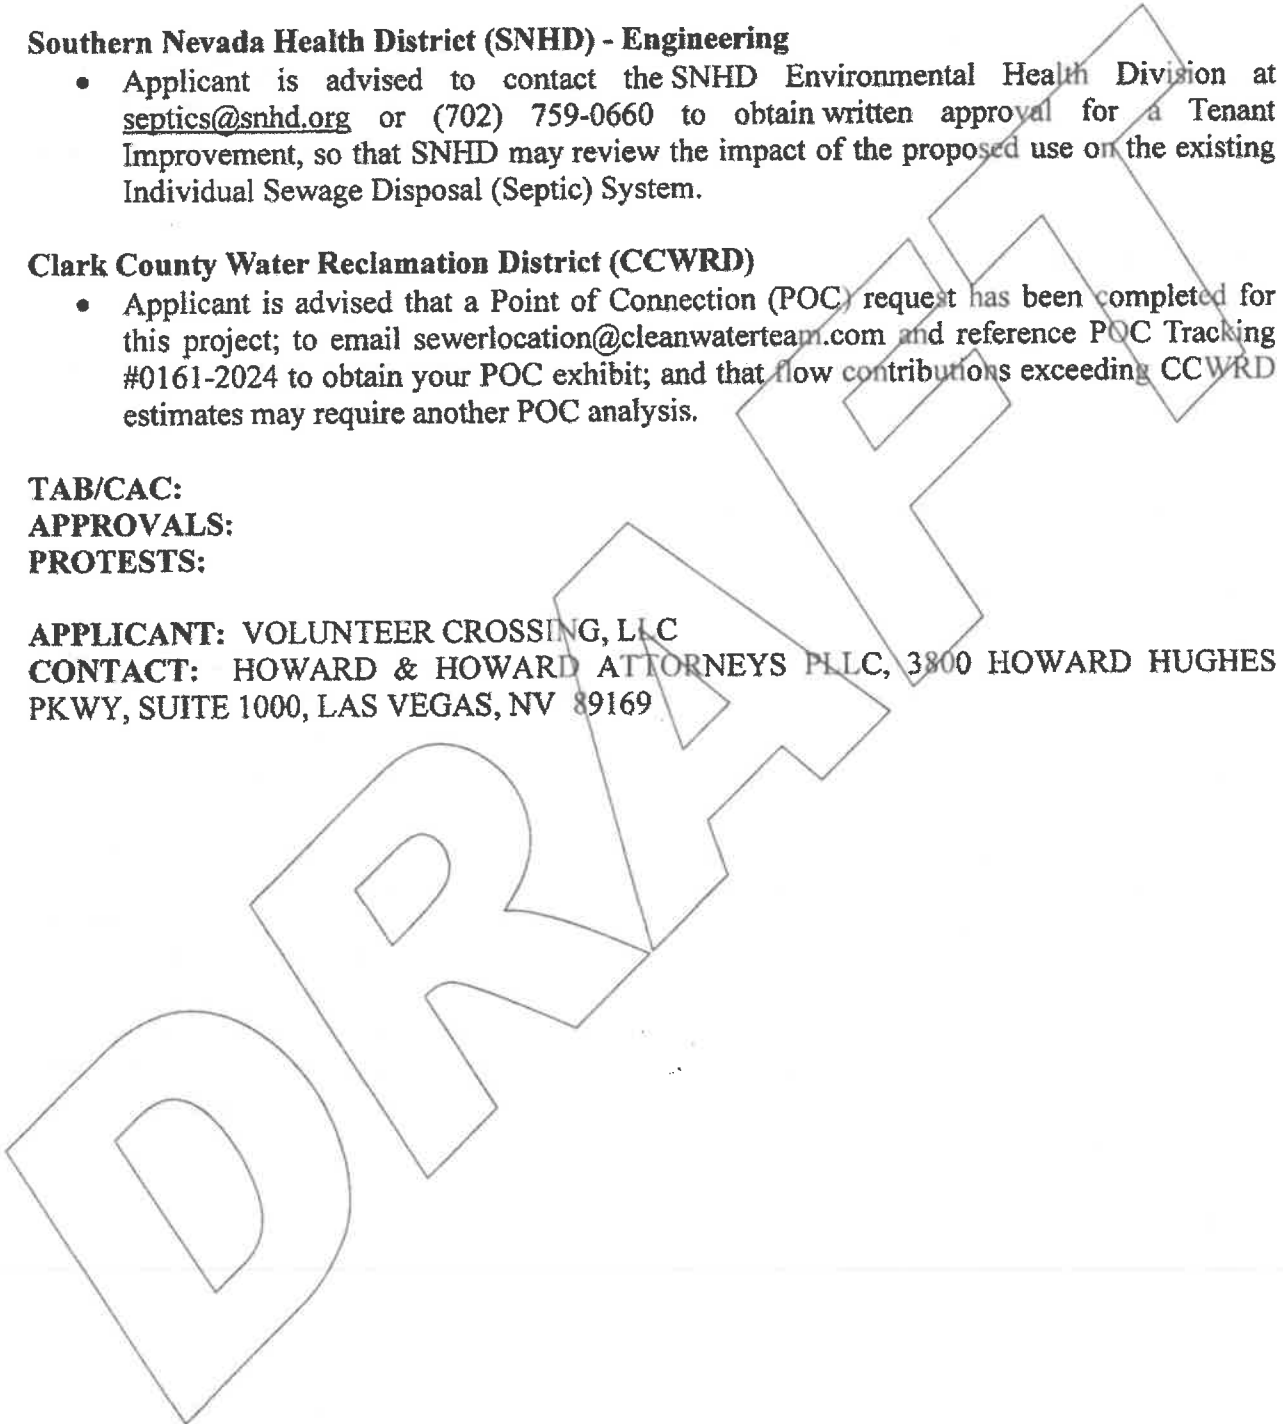 Southern Nevada Health District (SNHD) - Engineering
• Applicant is advised to contact the SNHD Environmental Health Division at
septics@snhd.org or (702) 759-0660 to obtain written approval for a Tenant
Improvement, so that SNHD may review the impact of the proposed use on the existing
Individual Sewage Disposal (Septic) System.
Clark County Water Reclamation District (CCWRD)
• Applicant is advised that a Point of Connection (POC) request has been completed for
this project; to email sewerlocation@cleanwaterteam.com and reference POC Tracking
#0161-2024 to obtain your POC exhibit; and that flow contributions exceeding CCWRD
estimates may require another POC analysis.
TAB/CAC:
APPROVALS:
PROTESTS:
APPLICANT: VOLUNTEER CROSSING, LLC
CONTACT: HOWARD & HOWARD ATTORNEYS PLLC, 3800 HOWARD HUGHES
PKWY, SUITE 1000, LAS VEGAS, NV 89169
DRAFT